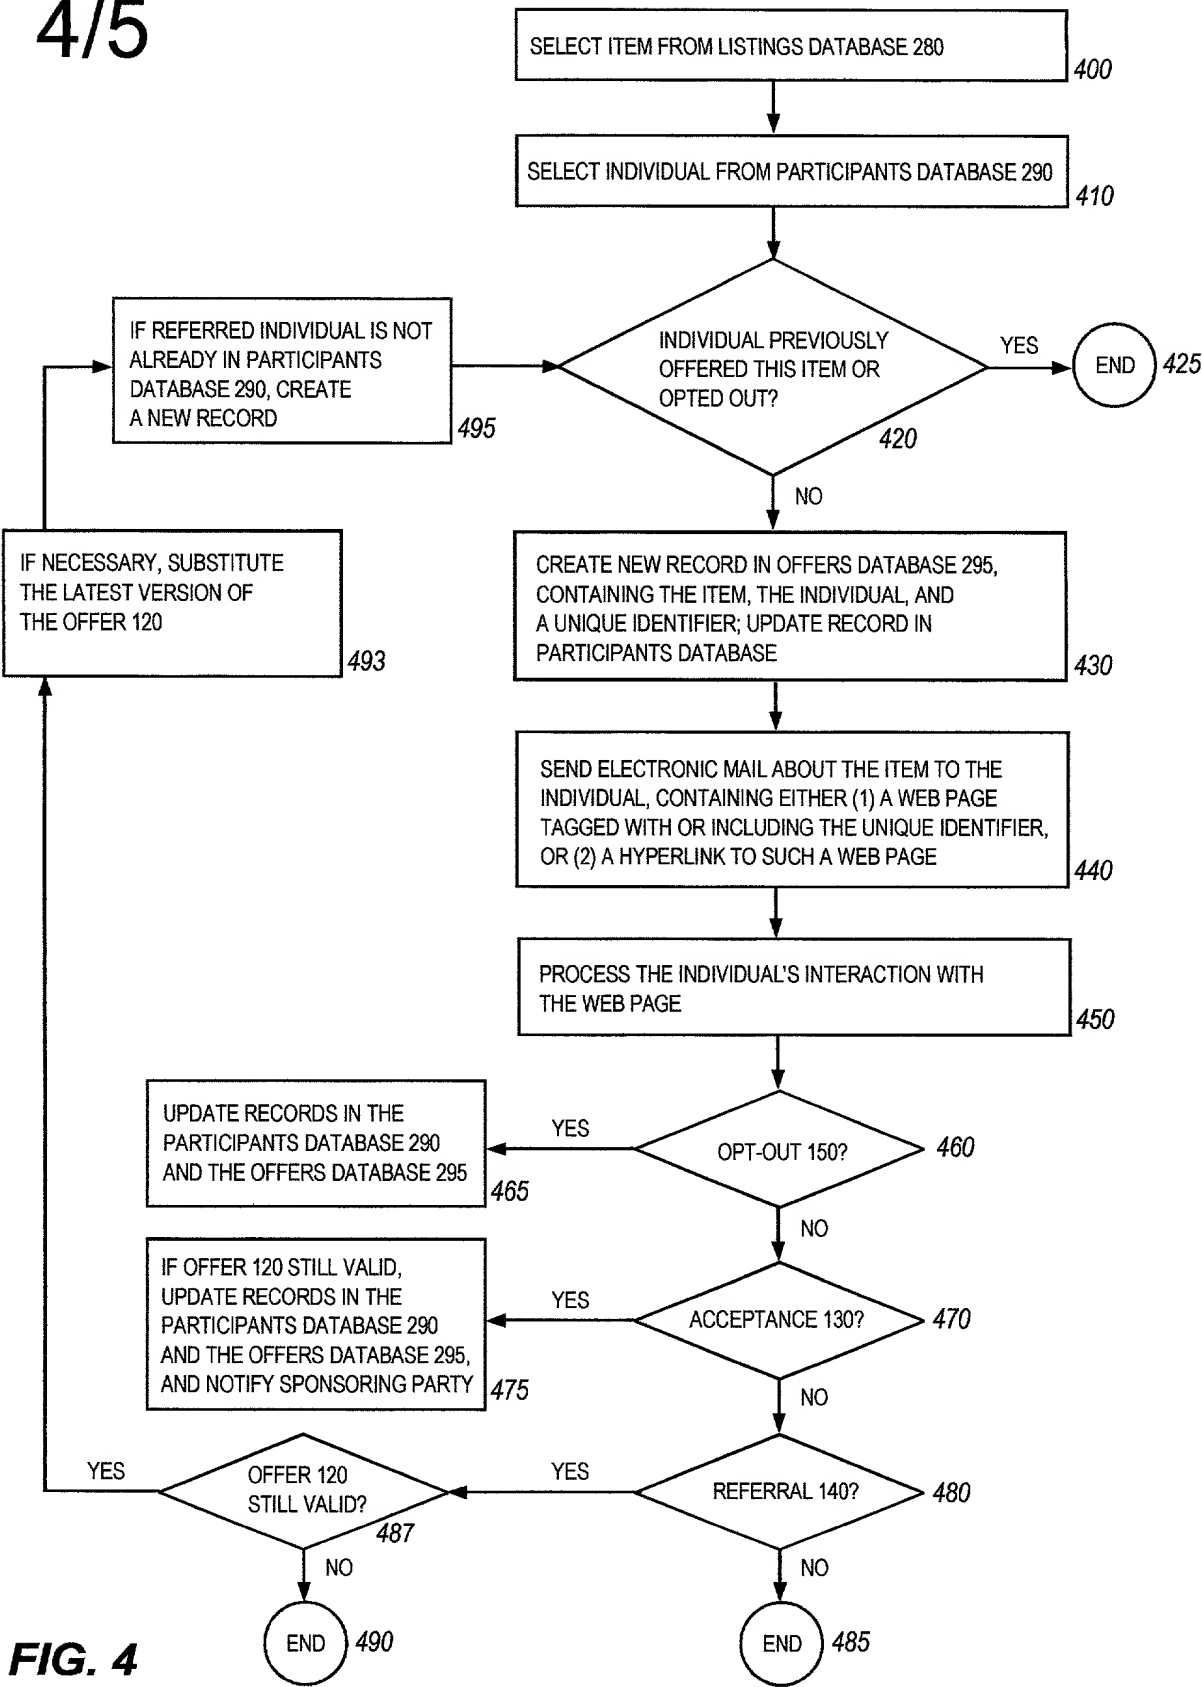 4/5
SELECT ITEM FROM LISTINGS DATABASE 280
400
SELECT INDIVIDUAL FROM PARTICIPANTS DATABASE 290
410
IF REFERRED INDIVIDUAL IS NOT
ALREADY IN PARTICIPANTS
DATABASE 290, CREATE
A NEW RECORD
495
INDIVIDUAL PREVIOUSLY
OFFERED THIS ITEM OR
OPTED OUT?
420
YES
END
425
NO
IF NECESSARY, SUBSTITUTE
THE LATEST VERSION OF
THE OFFER 120
493
CREATE NEW RECORD IN OFFERS DATABASE 295,
CONTAINING THE ITEM, THE INDIVIDUAL, AND
A UNIQUE IDENTIFIER; UPDATE RECORD IN
PARTICIPANTS DATABASE
430
SEND ELECTRONIC MAIL ABOUT THE ITEM TO THE
INDIVIDUAL, CONTAINING EITHER (1) A WEB PAGE
TAGGED WITH OR INCLUDING THE UNIQUE IDENTIFIER,
OR (2) A HYPERLINK TO SUCH A WEB PAGE
440
PROCESS THE INDIVIDUAL'S INTERACTION WITH
THE WEB PAGE
450
UPDATE RECORDS IN THE
PARTICIPANTS DATABASE 290
AND THE OFFERS DATABASE 295
465
YES
OPT-OUT 150?
460
NO
IF OFFER 120 STILL VALID,
UPDATE RECORDS IN THE
PARTICIPANTS DATABASE 290
AND THE OFFERS DATABASE 295,
AND NOTIFY SPONSORING PARTY
475
YES
ACCEPTANCE 130?
470
NO
YES
OFFER 120
STILL VALID?
487
YES
REFERRAL 140?
480
NO
NO
END
490
END
485
FIG. 4